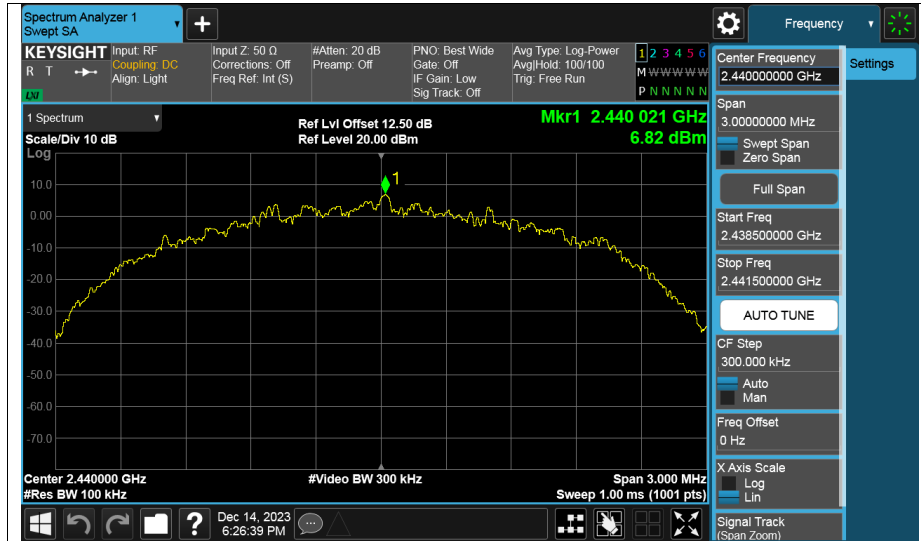 Spectrum Analyzer 1
Swept SA
Frequency
KEYSIGHT
R T
LXI
Input: RF
Coupling: DC
Align: Light
Input Z: 50 Ω
Corrections: Off
Freq Ref: Int (S)
#Atten: 20 dB
Preamp: Off
PNO: Best Wide
Gate: Off
IF Gain: Low
Sig Track: Off
Avg Type: Log-Power
Avg|Hold: 100/100
Trig: Free Run
1 2 3 4 5 6
M W W W W W
P N N N N N
1 Spectrum
Scale/Div 10 dB
Log
Ref Lvl Offset 12.50 dB
Ref Level 20.00 dBm
Mkr1 2.440 021 GHz
6.82 dBm
1
10.0
0.00
-10.0
-20.0
-30.0
-40.0
-50.0
-60.0
-70.0
Center 2.440000 GHz
#Res BW 100 kHz
#Video BW 300 kHz
Span 3.000 MHz
Sweep 1.00 ms (1001 pts)
?
Dec 14, 2023
6:26:39 PM
Center Frequency
2.440000000 GHz
Settings
Span
3.00000000 MHz
Swept Span
Zero Span
Full Span
Start Freq
2.438500000 GHz
Stop Freq
2.441500000 GHz
AUTO TUNE
CF Step
300.000 kHz
Auto
Man
Freq Offset
0 Hz
X Axis Scale
Log
Lin
Signal Track
(Span Zoom)